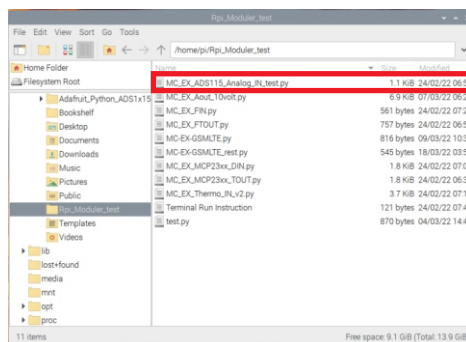 Rpi_Moduler_test
File Edit View Sort Go Tools
/home/pi/Rpi_Moduler_test
Home Folder
Filesystem Root
Adafruit_Python_ADS1x15
Bookshelf
Desktop
Documents
Downloads
Music
Pictures
Public
Rpi_Moduler_test
Templates
Videos
lib
lost+found
media
mnt
opt
proc
Name Size Modified
MC_EX_ADS115_Analog_IN_test.py 1.1 KiB 24/02/22 06:5
MC_EX_Aout_10volt.py 6.9 KiB 07/03/22 06:2
MC_EX_FIN.py 561 bytes 24/02/22 07:2
MC_EX_FTOUT.py 757 bytes 24/02/22 06:5
MC-EX-GSMLTE.py 816 bytes 09/03/22 10:3
MC-EX-GSMLTE_rest.py 545 bytes 18/03/22 03:5
MC_EX_MCP23xx_DIN.py 1.8 KiB 24/02/22 07:0
MC_EX_MCP23xx_TOUT.py 1.8 KiB 24/02/22 06:3
MC_EX_Thermo_IN_v2.py 3.7 KiB 24/02/22 07:1
Terminal Run Instruction 121 bytes 24/02/22 07:4
test.py 870 bytes 04/03/22 14:4
11 items Free space: 9.1 GiB (Total: 13.9 GiB